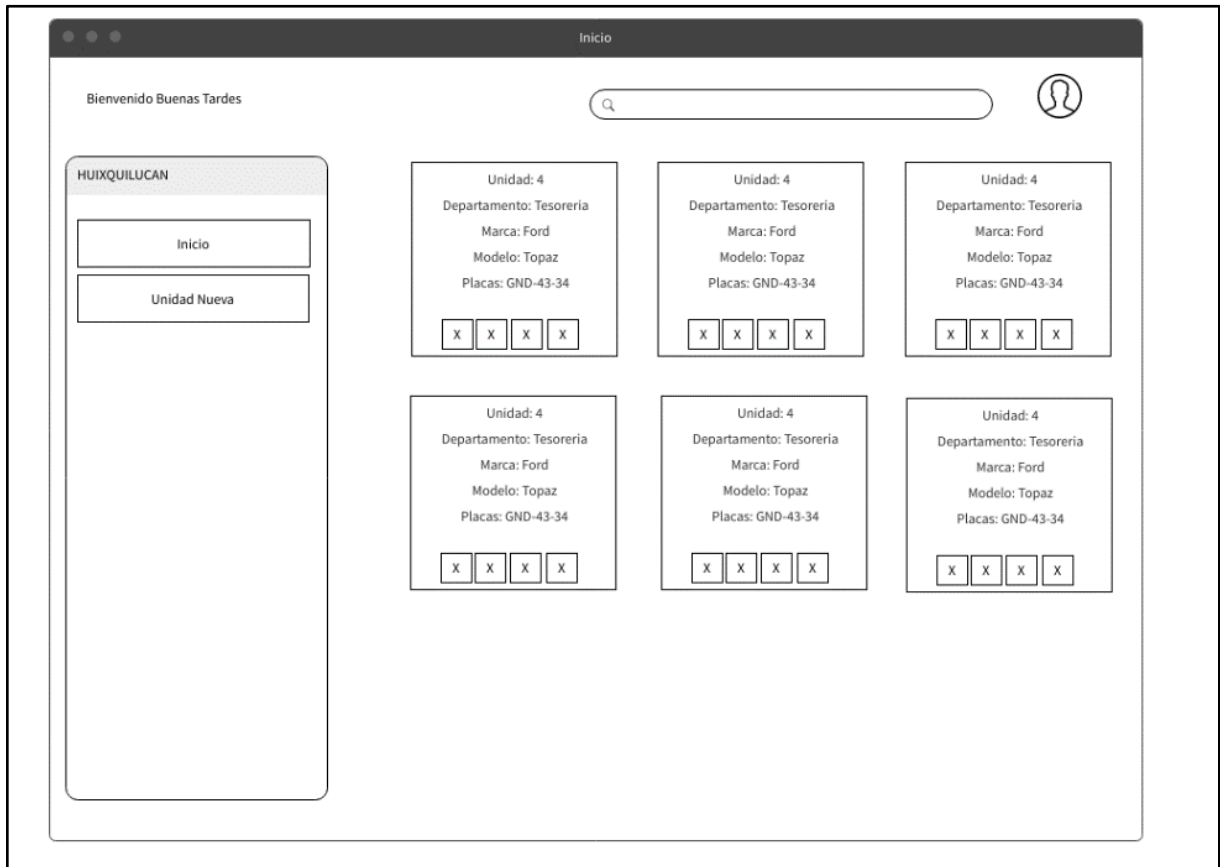 Inicio
Bienvenido Buenas Tardes
HUIXQUILUCAN
Inicio
Unidad Nueva
Unidad: 4
Departamento: Tesoreria
Marca: Ford
Modelo: Topaz
Placas: GND-43-34
X X X X
Unidad: 4
Departamento: Tesoreria
Marca: Ford
Modelo: Topaz
Placas: GND-43-34
X X X X
Unidad: 4
Departamento: Tesoreria
Marca: Ford
Modelo: Topaz
Placas: GND-43-34
X X X X
Unidad: 4
Departamento: Tesoreria
Marca: Ford
Modelo: Topaz
Placas: GND-43-34
X X X X
Unidad: 4
Departamento: Tesoreria
Marca: Ford
Modelo: Topaz
Placas: GND-43-34
X X X X
Unidad: 4
Departamento: Tesoreria
Marca: Ford
Modelo: Topaz
Placas: GND-43-34
X X X X